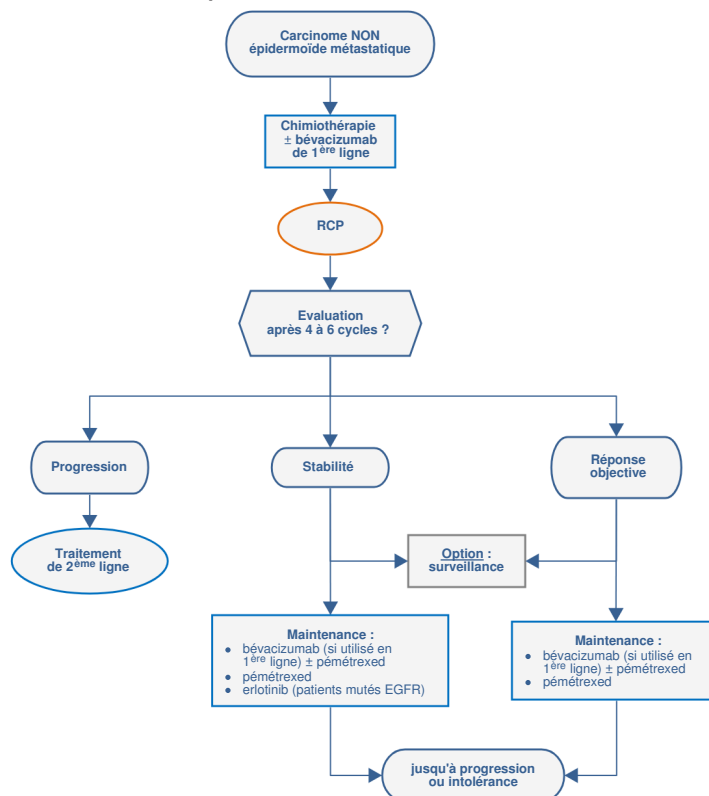 Carcinome NON
épidermoïde métastatique
Chimiothérapie
± bévacizumab
de 1ère ligne
RCP
Evaluation
après 4 à 6 cycles ?
Progression
Stabilité
Réponse
objective
Traitement
de 2ème ligne
Option :
surveillance
Maintenance :
• bévacizumab (si utilisé en
1ère ligne) ± pémétrexed
• pémétrexed
• erlotinib (patients mutés EGFR)
Maintenance :
• bévacizumab (si utilisé en
1ère ligne) ± pémétrexed
• pémétrexed
jusqu'à progression
ou intolérance